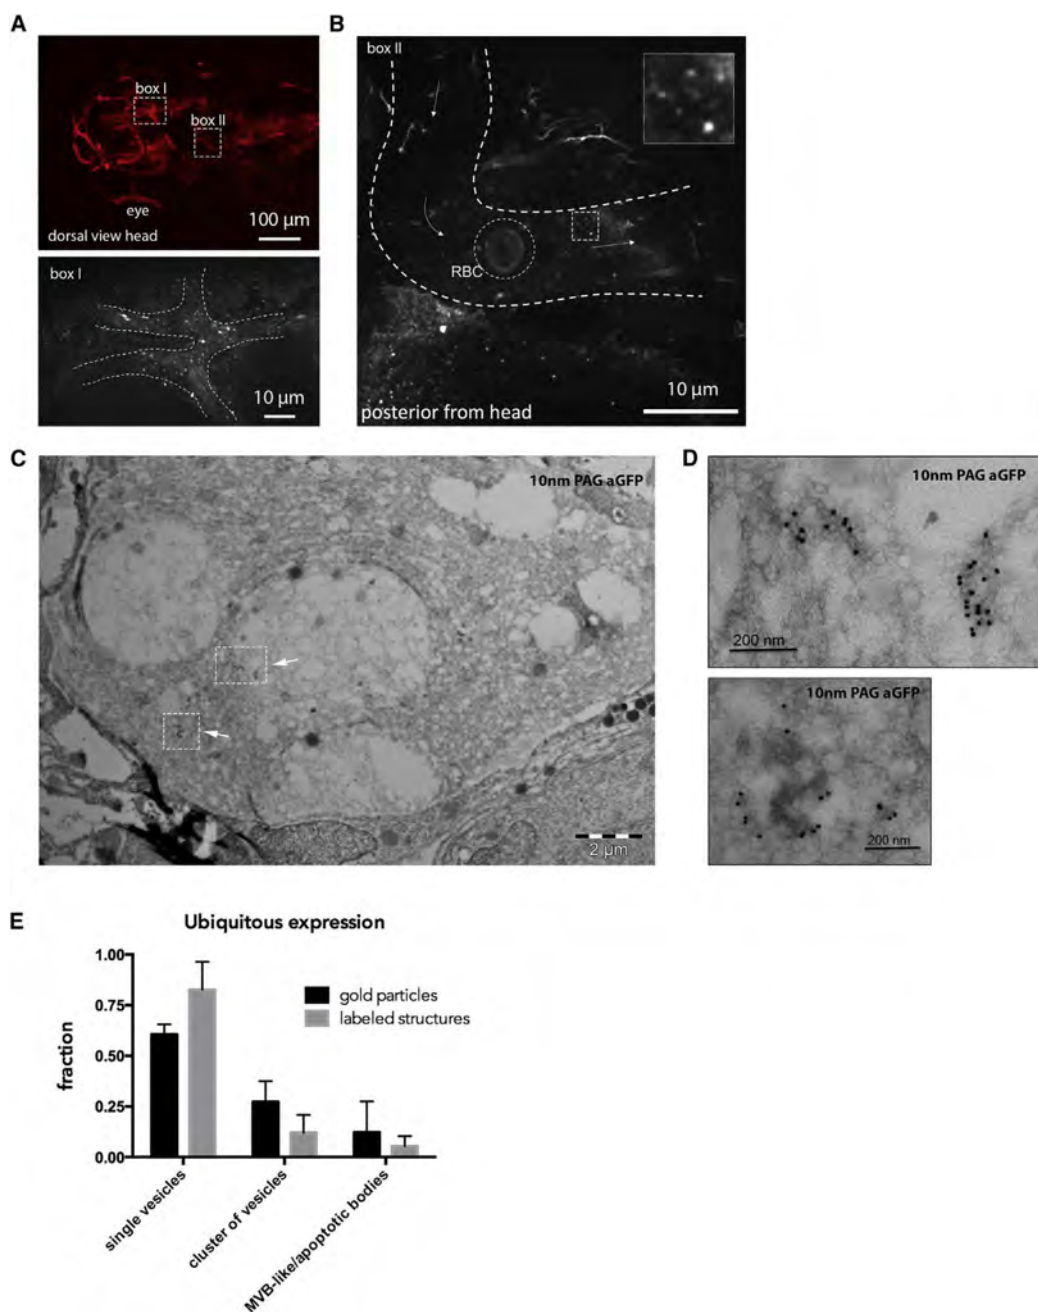 A
box I
box II
eye
100 µm
dorsal view head
box I
10 µm
B
box II
RBC
10 µm
posterior from head
C
10nm PAG aGFP
2 µm
D
10nm PAG aGFP
200 nm
10nm PAG aGFP
200 nm
E
Ubiquitous expression
1.00
0.75
0.50
0.25
0.00
fraction
gold particles
labeled structures
single vesicles
cluster of vesicles
MVB-like/apoptotic bodies